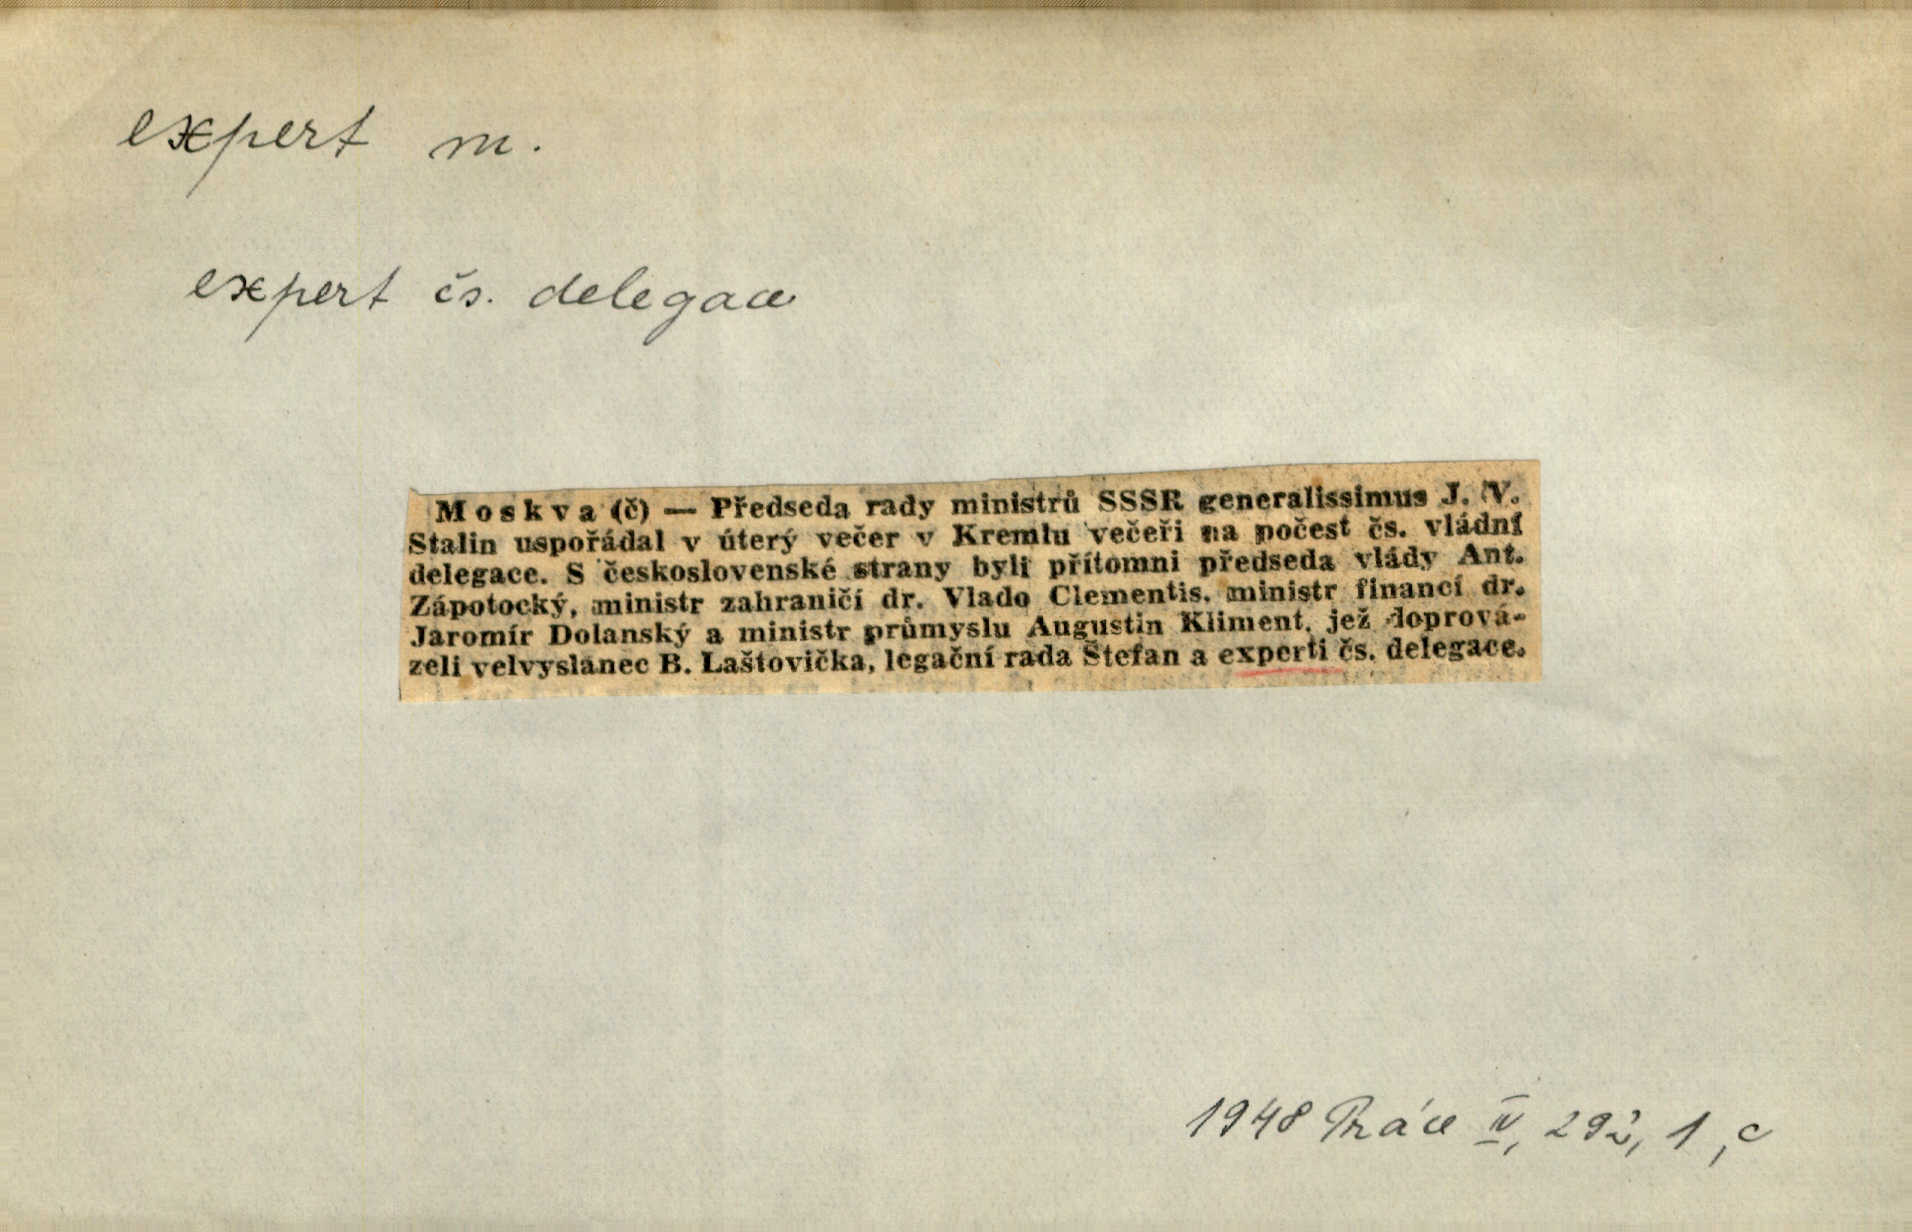 expert m.
expert čs. delegace
Moskva (č) — Předseda rady ministrů SSSR generalissimus J. V.
Stalin uspořádal v úterý večer v Kremlu večeři na počest čs. vládní
delegace. S československé strany byli přítomni předseda vlády Ant.
Zápotocký, ministr zahraničí dr. Vlado Clementis, ministr financí dr.
Jaromír Dolanský a ministr průmyslu Augustin Kliment, jež doprová-
zeli velvyslanec B. Laštovička, legační rada Štefan a experti čs. delegace.
1948 Práce IV, 292, 1, c